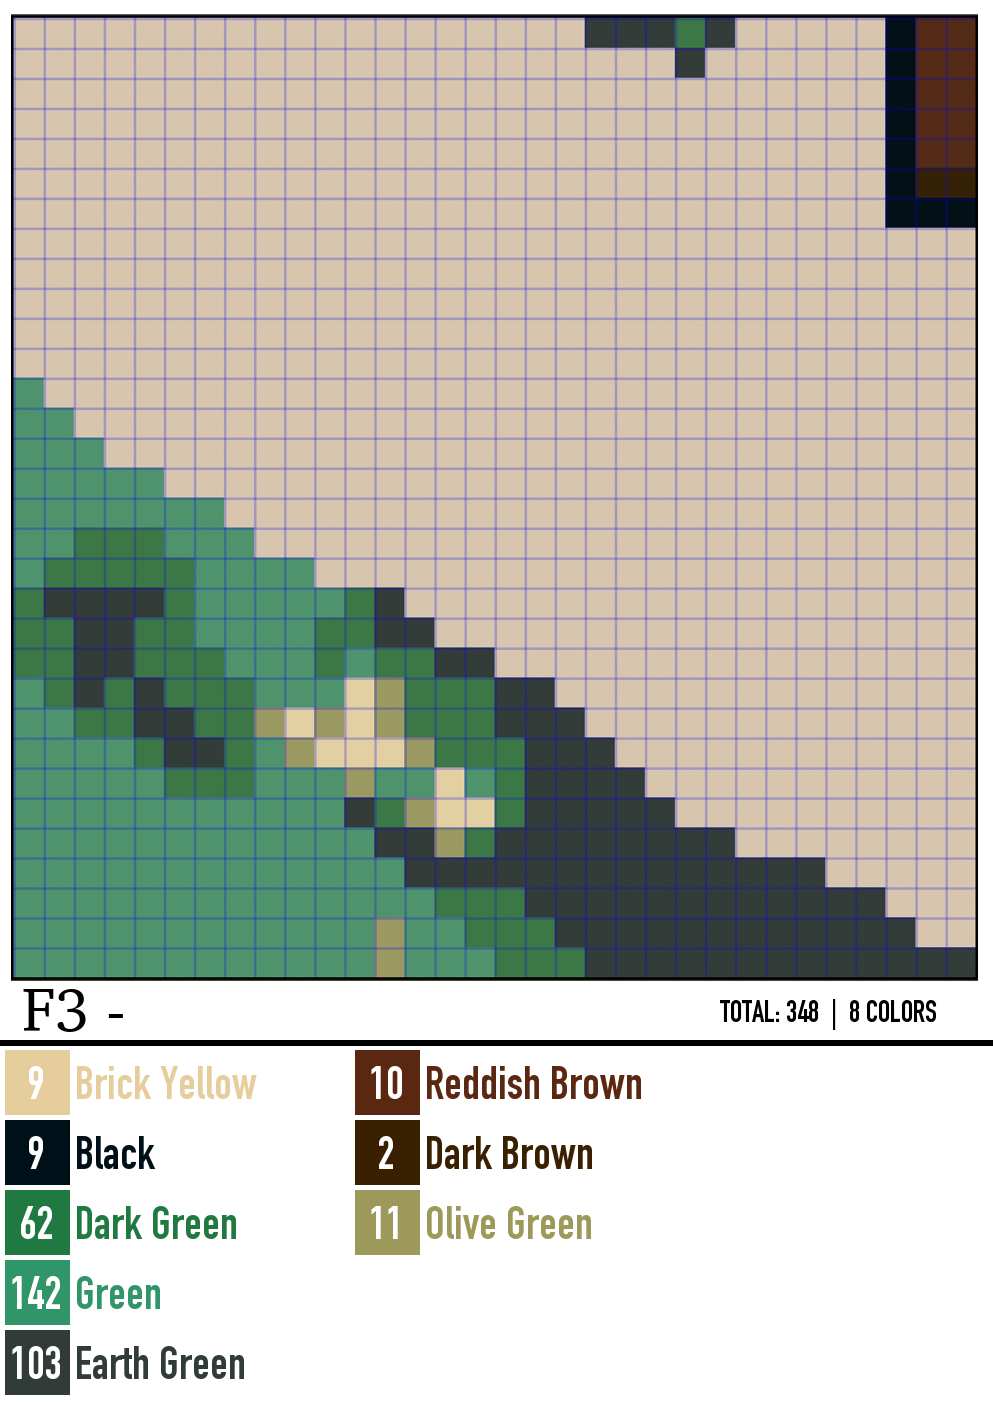 F3 -
TOTAL: 348 | 8 COLORS
9 Brick Yellow
9 Black
62 Dark Green
142 Green
103 Earth Green
10 Reddish Brown
2 Dark Brown
11 Olive Green